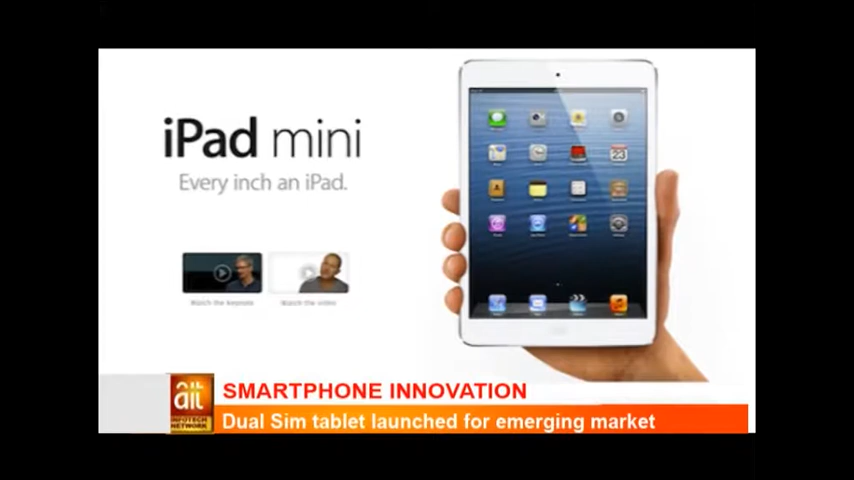 iPad mini
Every inch an iPad.
Watch the keynote
Watch the video
23
SMARTPHONE INNOVATION
Dual Sim tablet launched for emerging market
ait
INFOTECH
NETWORK